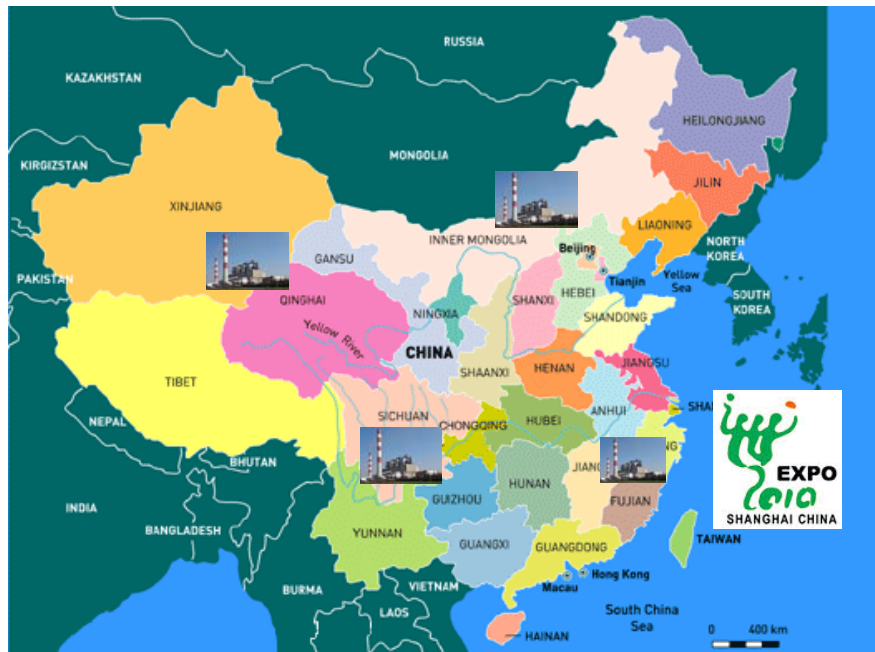 RUSSIA
KAZAKHSTAN
HEILONGJIANG
MONGOLIA
KIRGIZSTAN
JILIN
XINJIANG
LIAONING
INNER MONGOLIA
Beijing
NORTH
KOREA
GANSU
Tianjin
Yellow
Sea
PAKISTAN
QINGHAI
SHANXI
HEBEI
SOUTH
KOREA
NINGXIA
SHANDONG
Yellow River
CHINA
HENAN
JIANGSU
SHAANXI
TIBET
SHA
ANHUI
NEPAL
SICHUAN
CHONGQING
HUBEI
NG
BHUTAN
JIANG
EXPO
2010
SHANGHAI CHINA
INDIA
GUIZHOU
HUNAN
FUJIAN
BANGLADESH
YUNNAN
GUANGXI
GUANGDONG
TAIWAN
BURMA
VIETNAM
Hong Kong
Macau
LAOS
South China
Sea
HAINAN
0 400 km